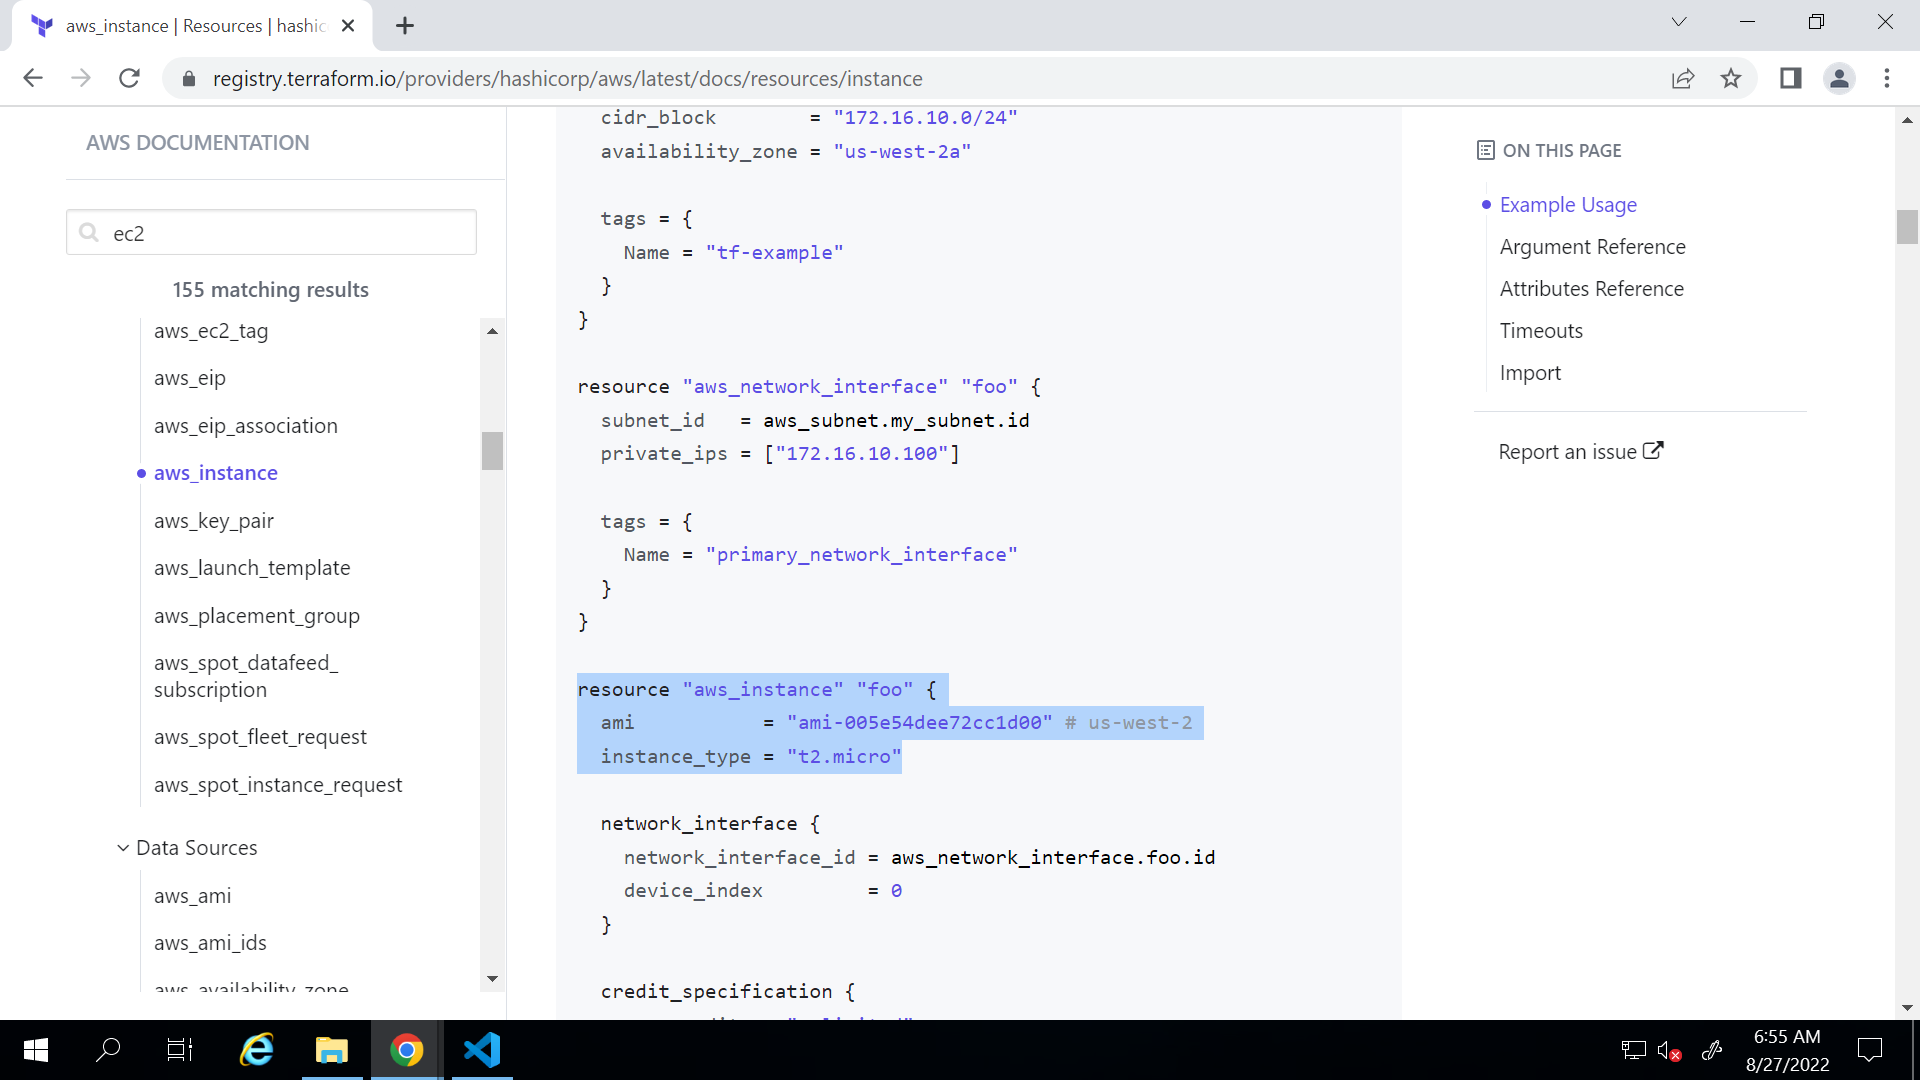 aws_instance | Resources | hashic
registry.terraform.io/providers/hashicorp/aws/latest/docs/resources/instance
AWS DOCUMENTATION
ec2
155 matching results
aws_ec2_tag
aws_eip
aws_eip_association
aws_instance
aws_key_pair
aws_launch_template
aws_placement_group
aws_spot_datafeed_
subscription
aws_spot_fleet_request
aws_spot_instance_request
Data Sources
aws_ami
aws_ami_ids
aws_availability_zone
cidr_block        = "172.16.10.0/24"
availability_zone = "us-west-2a"
tags = {
Name = "tf-example"
}
}
resource "aws_network_interface" "foo" {
subnet_id   = aws_subnet.my_subnet.id
private_ips = ["172.16.10.100"]
tags = {
Name = "primary_network_interface"
}
}
resource "aws_instance" "foo" {
ami           = "ami-005e54dee72cc1d00" # us-west-2
instance_type = "t2.micro"
network_interface {
network_interface_id = aws_network_interface.foo.id
device_index         = 0
}
credit_specification {
ON THIS PAGE
Example Usage
Argument Reference
Attributes Reference
Timeouts
Import
Report an issue
6:55 AM
8/27/2022